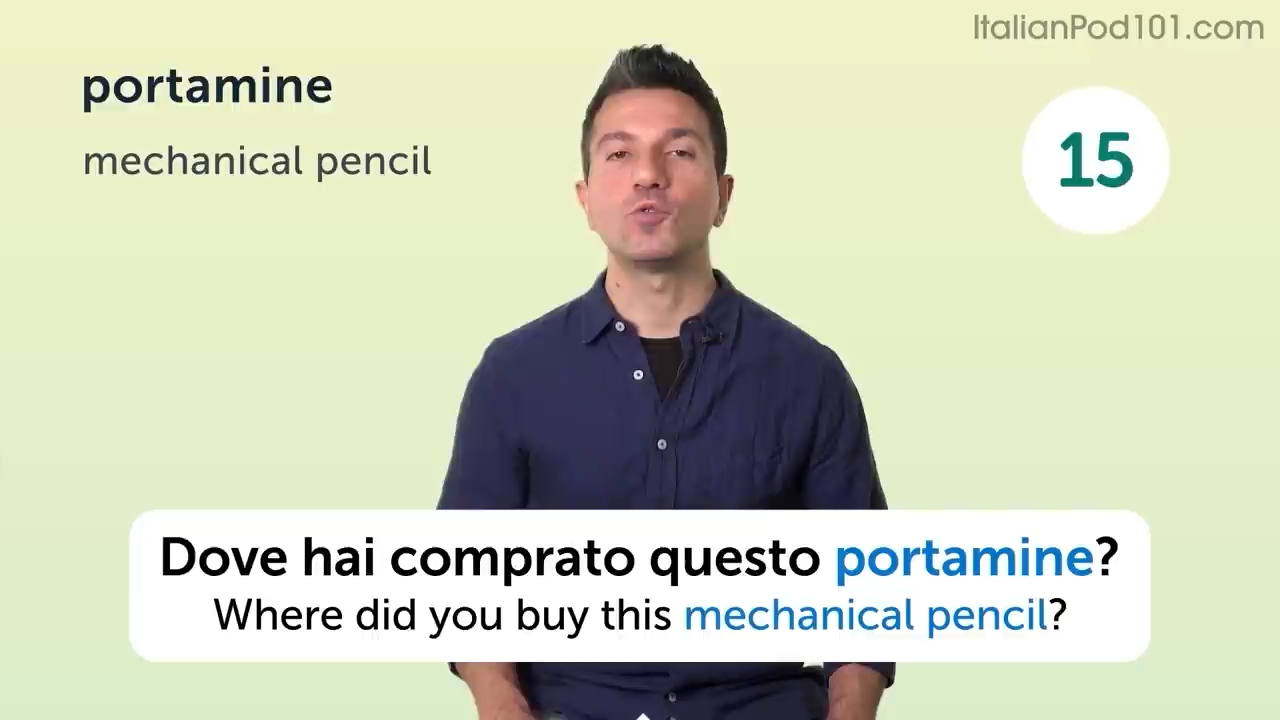 ItalianPod101.com
portamine
mechanical pencil
15
Dove hai comprato questo portamine?
Where did you buy this mechanical pencil?